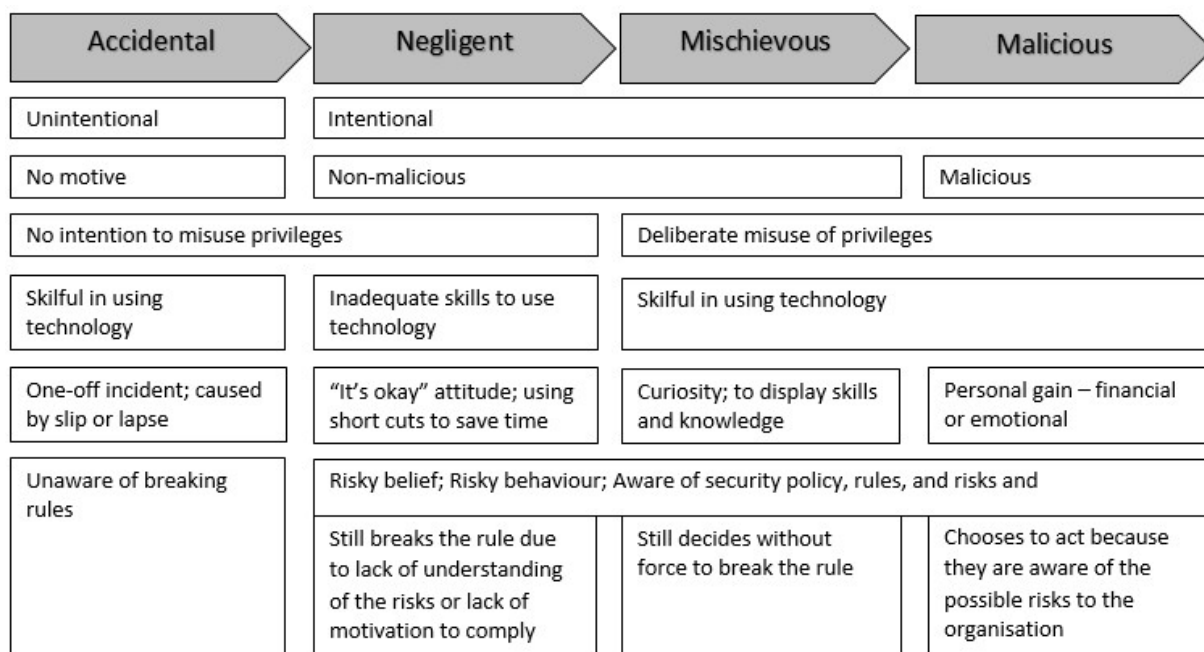 Accidental
Negligent
Mischievous
Malicious
Unintentional
Intentional
No motive
Non-malicious
Malicious
No intention to misuse privileges
Deliberate misuse of privileges
Skilful in using
technology
Inadequate skills to use
technology
Skilful in using technology
One-off incident; caused
by slip or lapse
“It’s okay” attitude; using
short cuts to save time
Curiosity; to display skills
and knowledge
Personal gain – financial
or emotional
Unaware of breaking
rules
Risky belief; Risky behaviour; Aware of security policy, rules, and risks and
Still breaks the rule due
to lack of understanding
of the risks or lack of
motivation to comply
Still decides without
force to break the rule
Chooses to act because
they are aware of the
possible risks to the
organisation